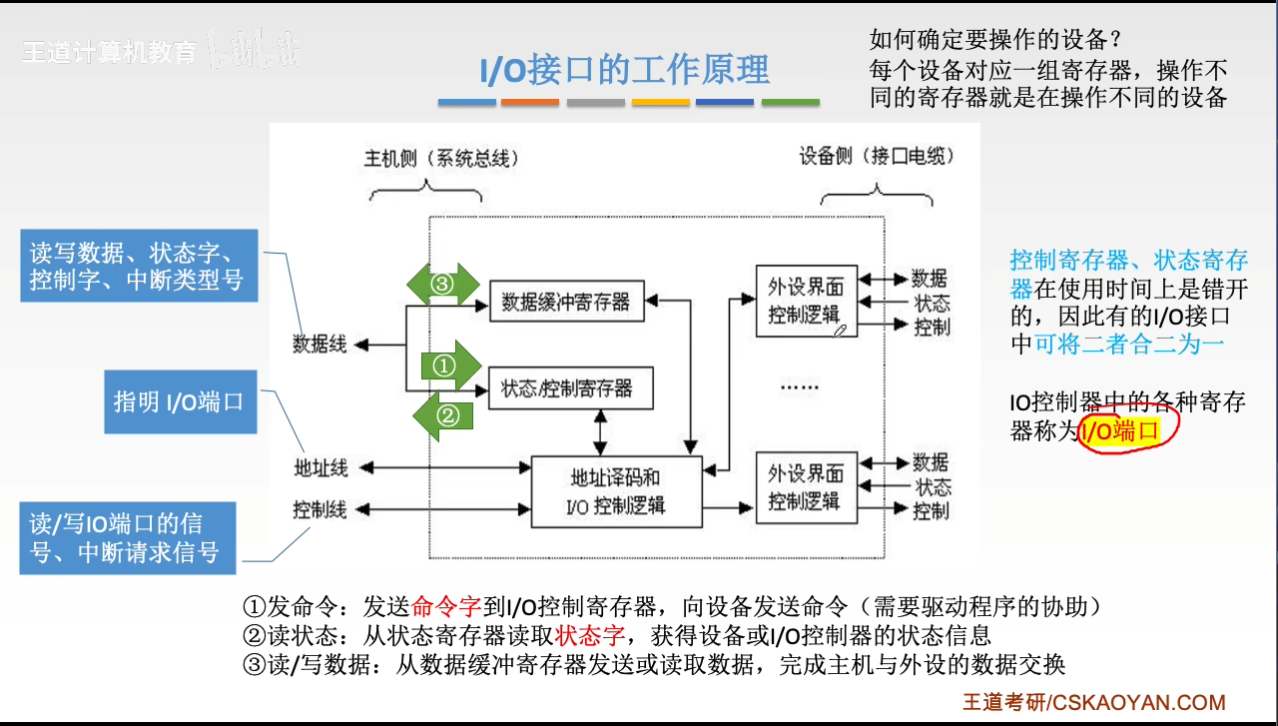 王道计算机教育
bilibili
I/O接口的工作原理
如何确定要操作的设备？
每个设备对应一组寄存器，操作不
同的寄存器就是在操作不同的设备
主机侧（系统总线）
设备侧（接口电缆）
读写数据、状态字、
控制字、中断类型号
③
数据缓冲寄存器
外设界面
控制逻辑
数据
状态
控制
数据线
①
状态/控制寄存器
②
……
指明 I/O端口
地址线
控制线
地址译码和
I/O 控制逻辑
外设界面
控制逻辑
数据
状态
控制
读/写IO端口的信
号、中断请求信号
控制寄存器、状态寄存
器在使用时间上是错开
的，因此有的I/O接口
中可将二者合二为一
IO控制器中的各种寄存
器称为I/O端口
①发命令：发送命令字到I/O控制寄存器，向设备发送命令（需要驱动程序的协助）
②读状态：从状态寄存器读取状态字，获得设备或I/O控制器的状态信息
③读/写数据：从数据缓冲寄存器发送或读取数据，完成主机与外设的数据交换
王道考研/CSKAOYAN.COM